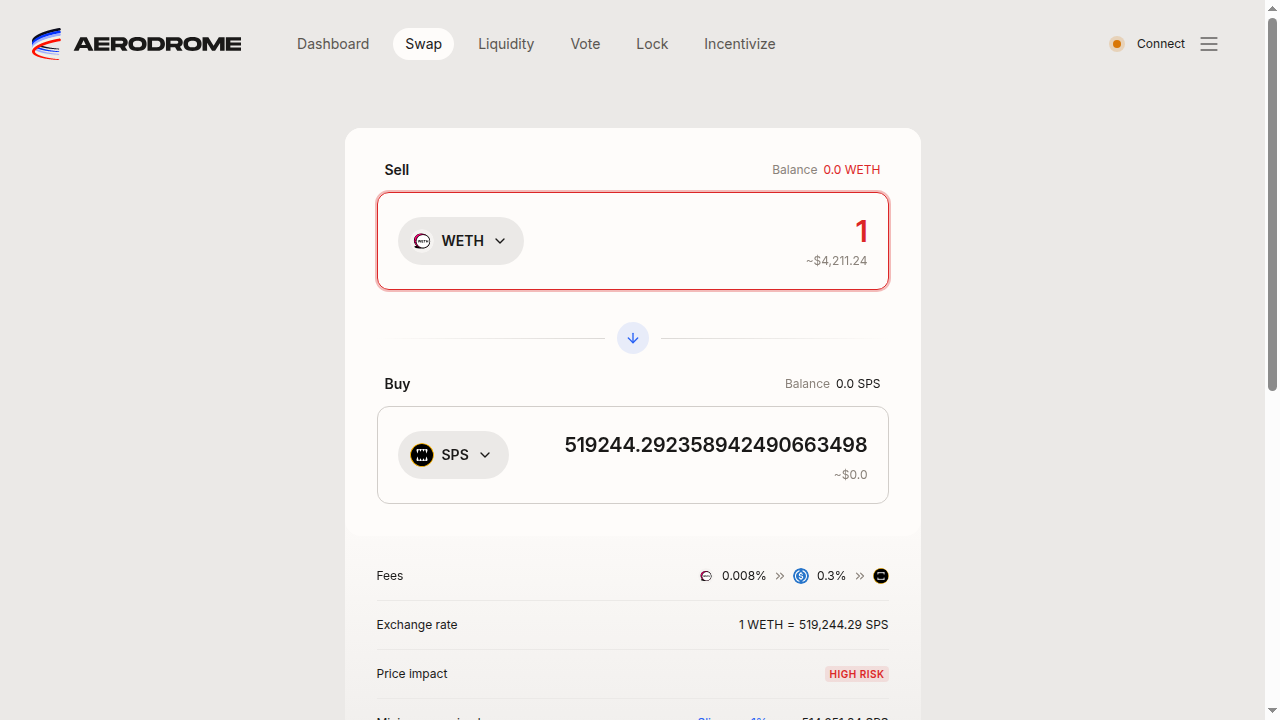 AERODROME
Dashboard Swap Liquidity Vote Lock Incentivize
Connect
Sell
Balance 0.0 WETH
WETH
1
~$4,211.24
Buy
Balance 0.0 SPS
SPS
519244.292358942490663498
~$0.0
Fees
0.008% 0.3%
Exchange rate
1 WETH = 519,244.29 SPS
Price impact
HIGH RISK